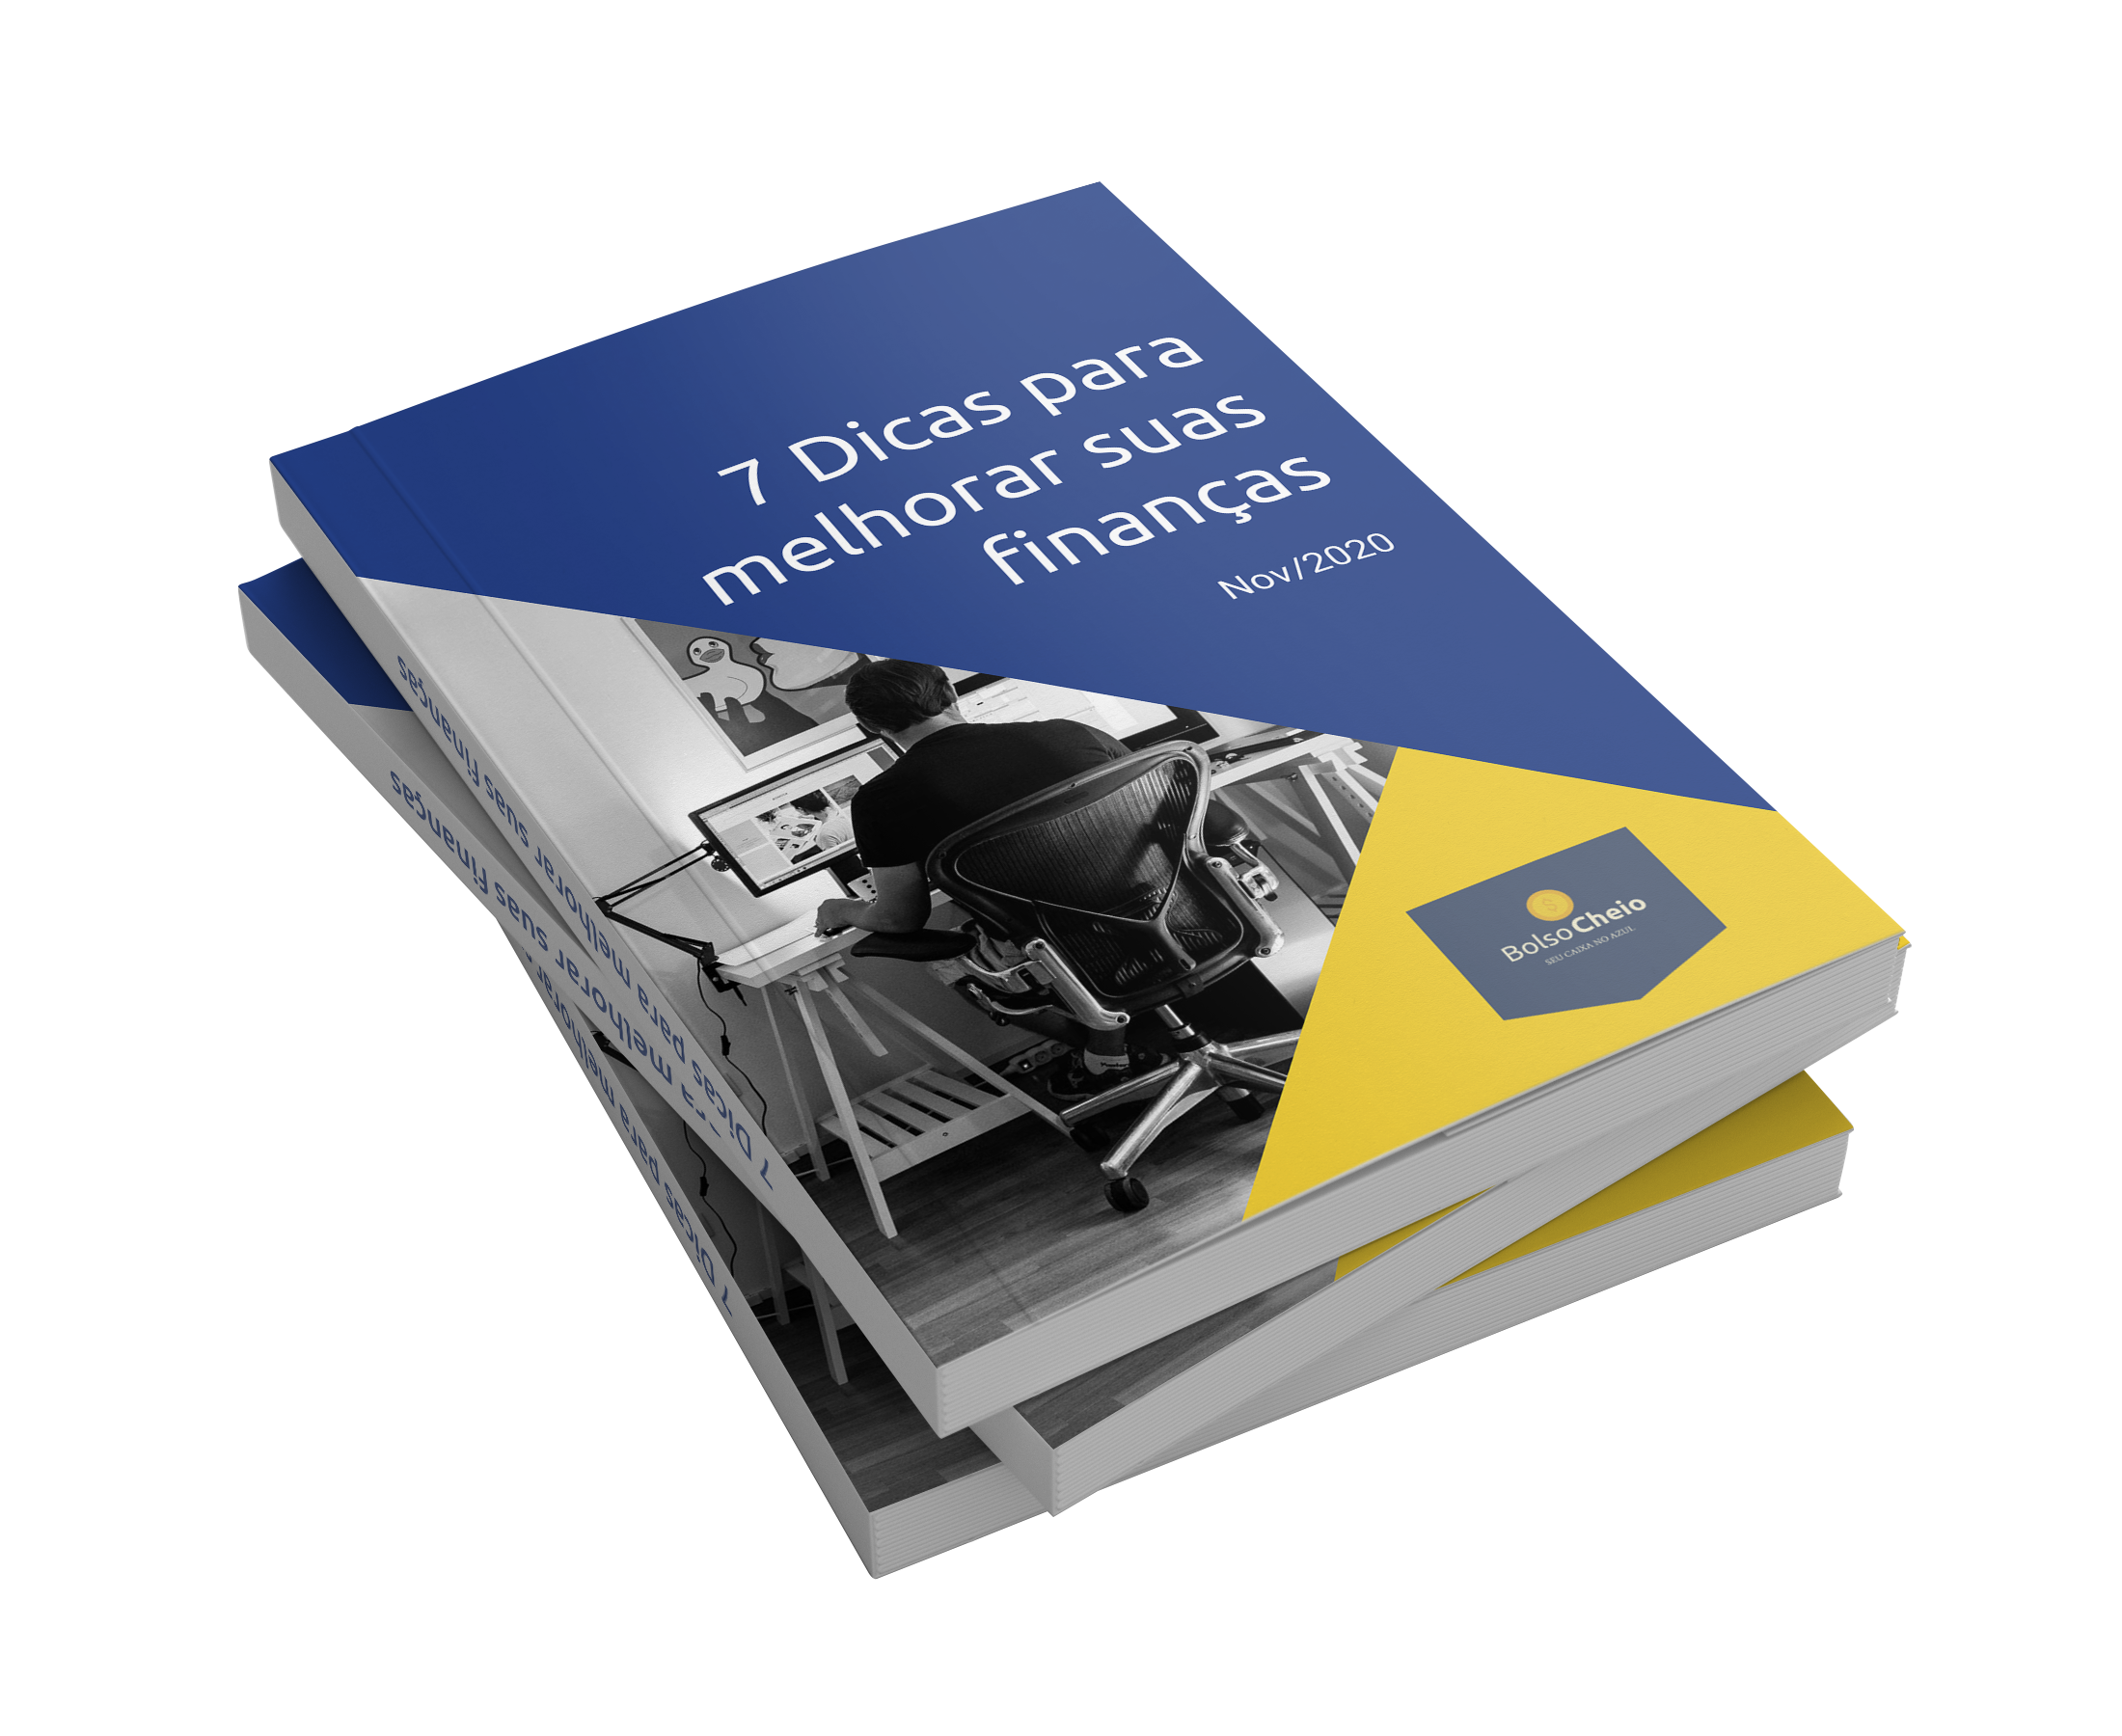 7 Dicas para
melhorar suas
finanças
Nov/2020
BolsoCheio
SEU CAIXA NO AZUL
7 Dicas para melhorar suas finanças
melhorar suas finanças
7 Dicas para melhorar